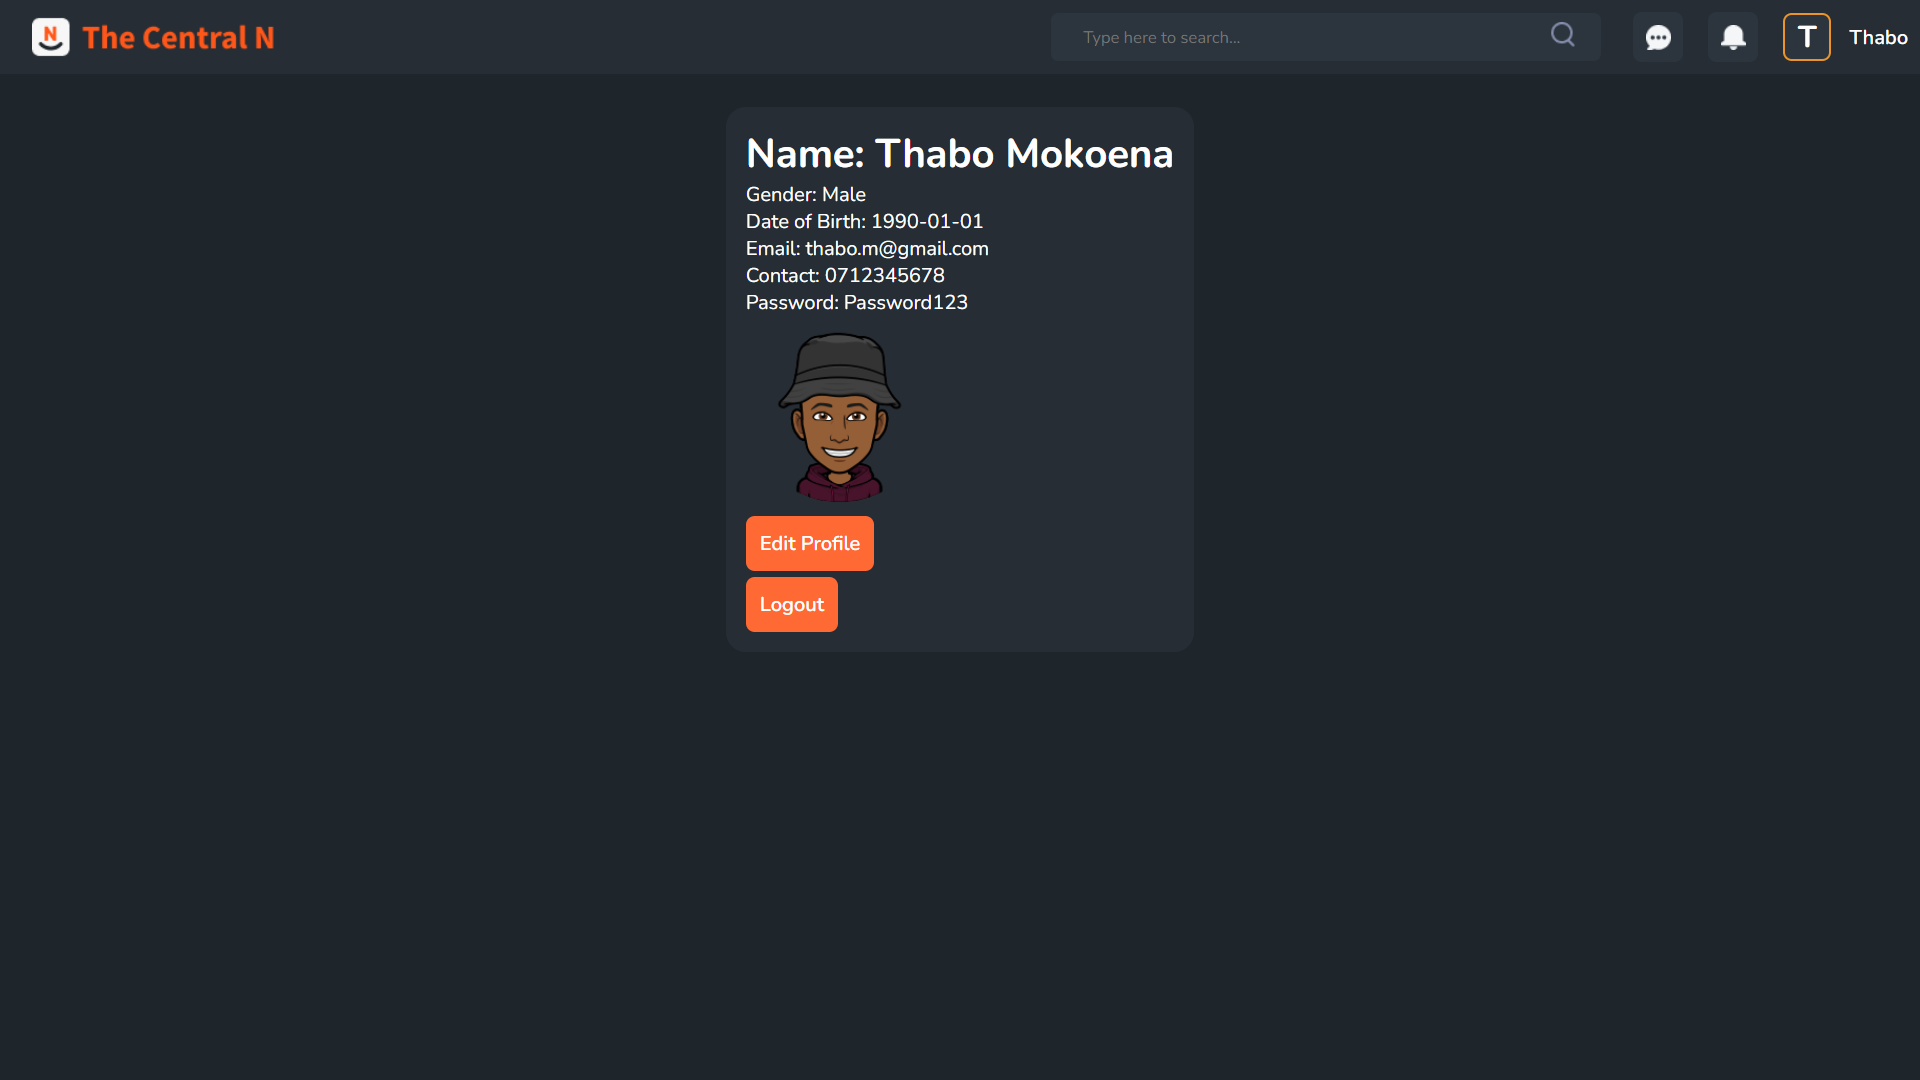 N The Central N
Type here to search...
T Thabo
Name: Thabo Mokoena
Gender: Male
Date of Birth: 1990-01-01
Email: thabo.m@gmail.com
Contact: 0712345678
Password: Password123
Edit Profile
Logout